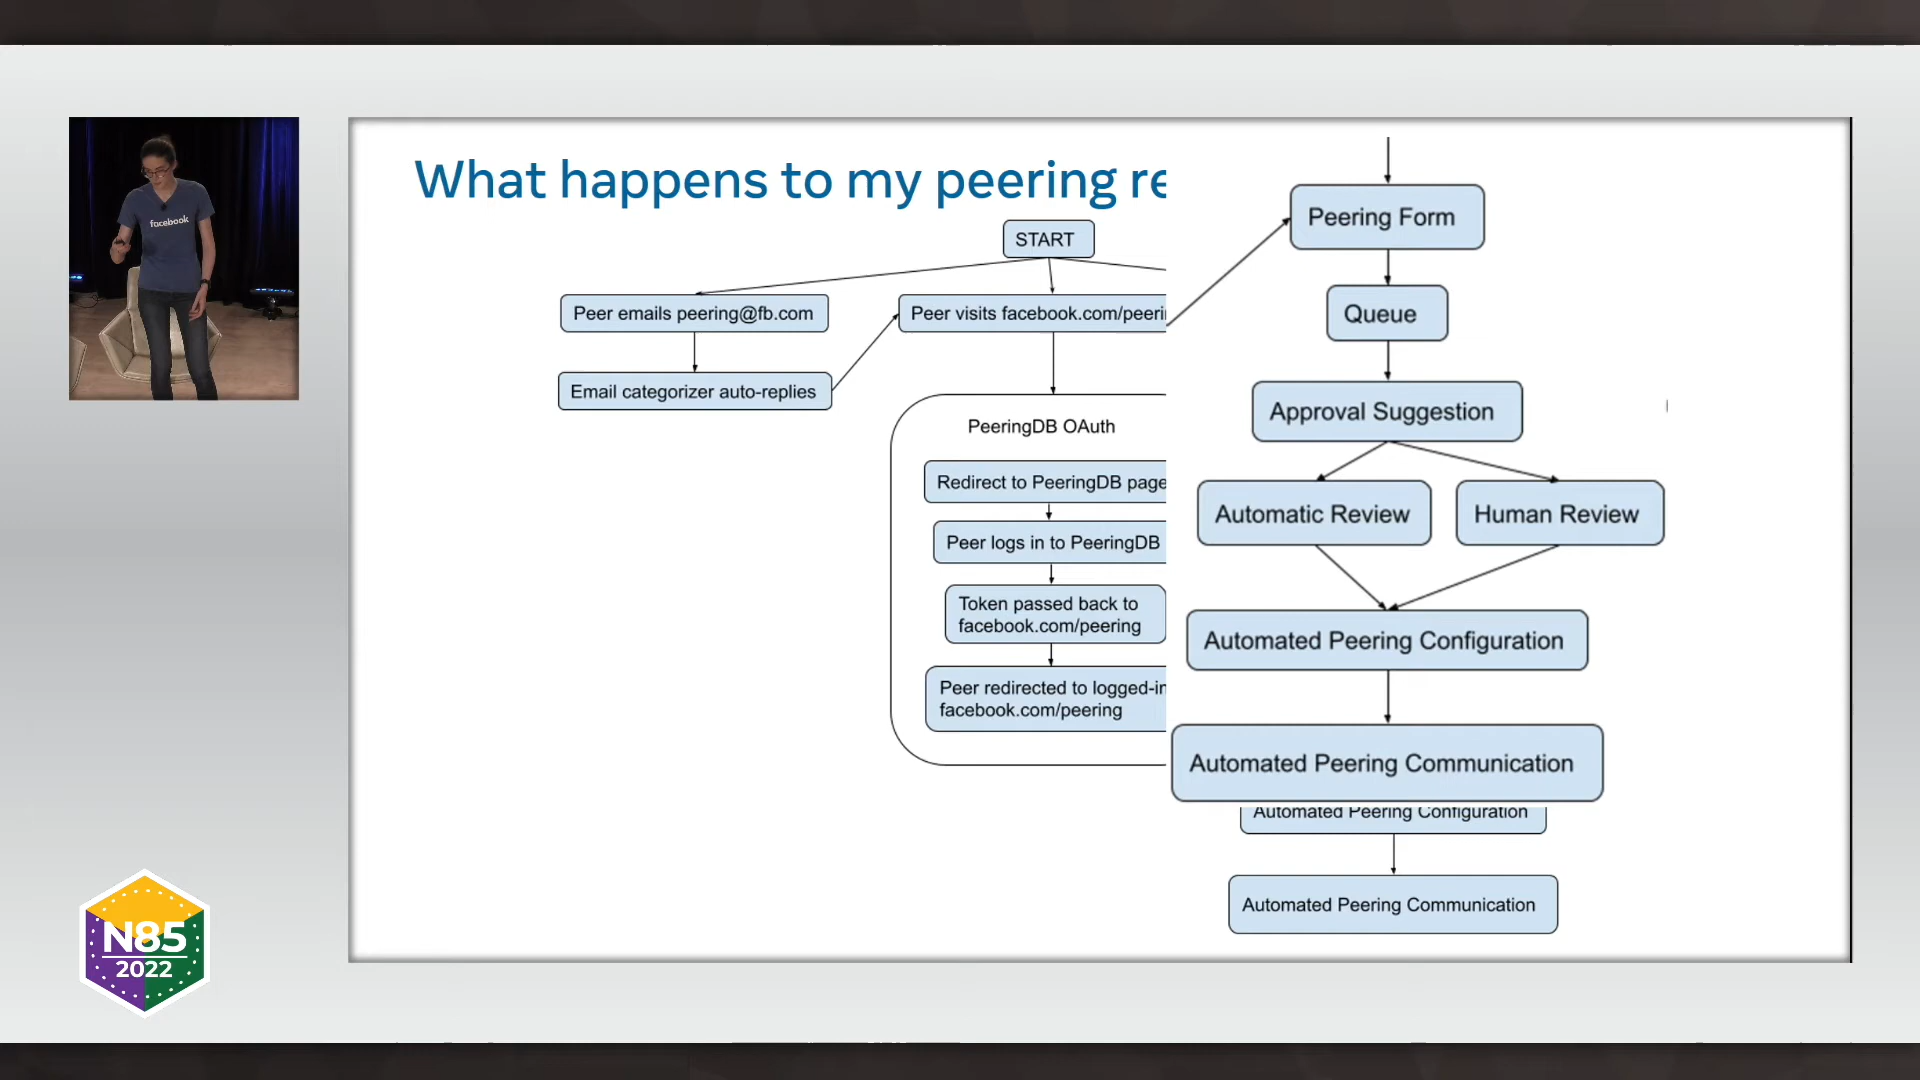 What happens to my peering re
START
Peer emails peering@fb.com
Peer visits facebook.com/peeri
Email categorizer auto-replies
PeeringDB OAuth
Redirect to PeeringDB page
Peer logs in to PeeringDB
Token passed back to
facebook.com/peering
Peer redirected to logged-in
facebook.com/peering
Peering Form
Queue
Approval Suggestion
Automatic Review
Human Review
Automated Peering Configuration
Automated Peering Communication
Automated Peering Configuration
Automated Peering Communication
facebook
N85
2022